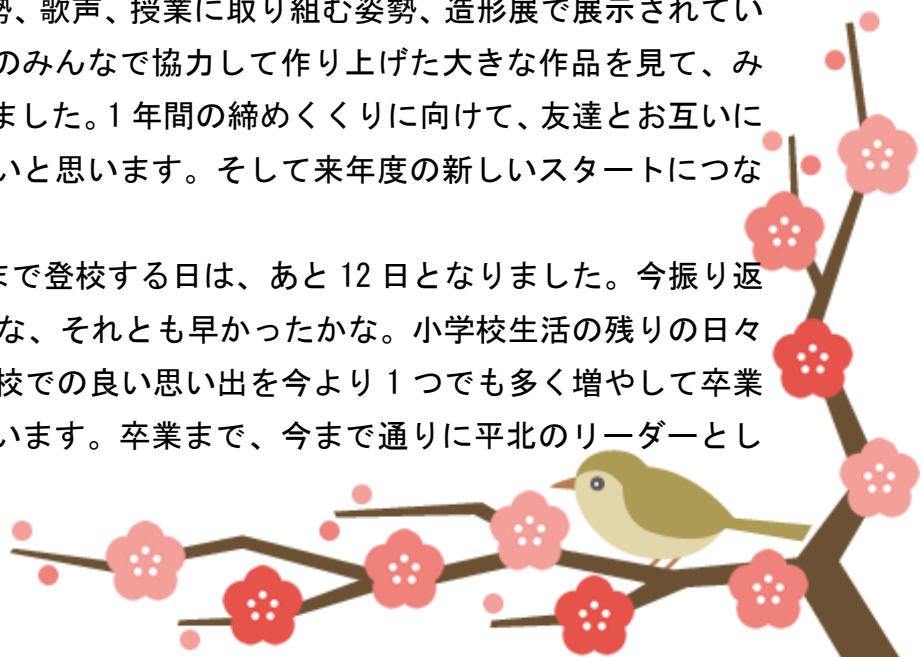 勢、歌声、授業に取り組む姿勢、造形展で展示されてい
のみんなで協力して作り上げた大きな作品を見て、み
ました。1年間の締めくくりに向けて、友達とお互いに
いと思います。そして来年度の新しいスタートにつな
まで登校する日は、あと 12 日となりました。今振り返
な、それとも早かったかな。小学校生活の残りの日々
校での良い思い出を今より 1 つでも多く増やして卒業
います。卒業まで、今まで通りに平北のリーダーとし